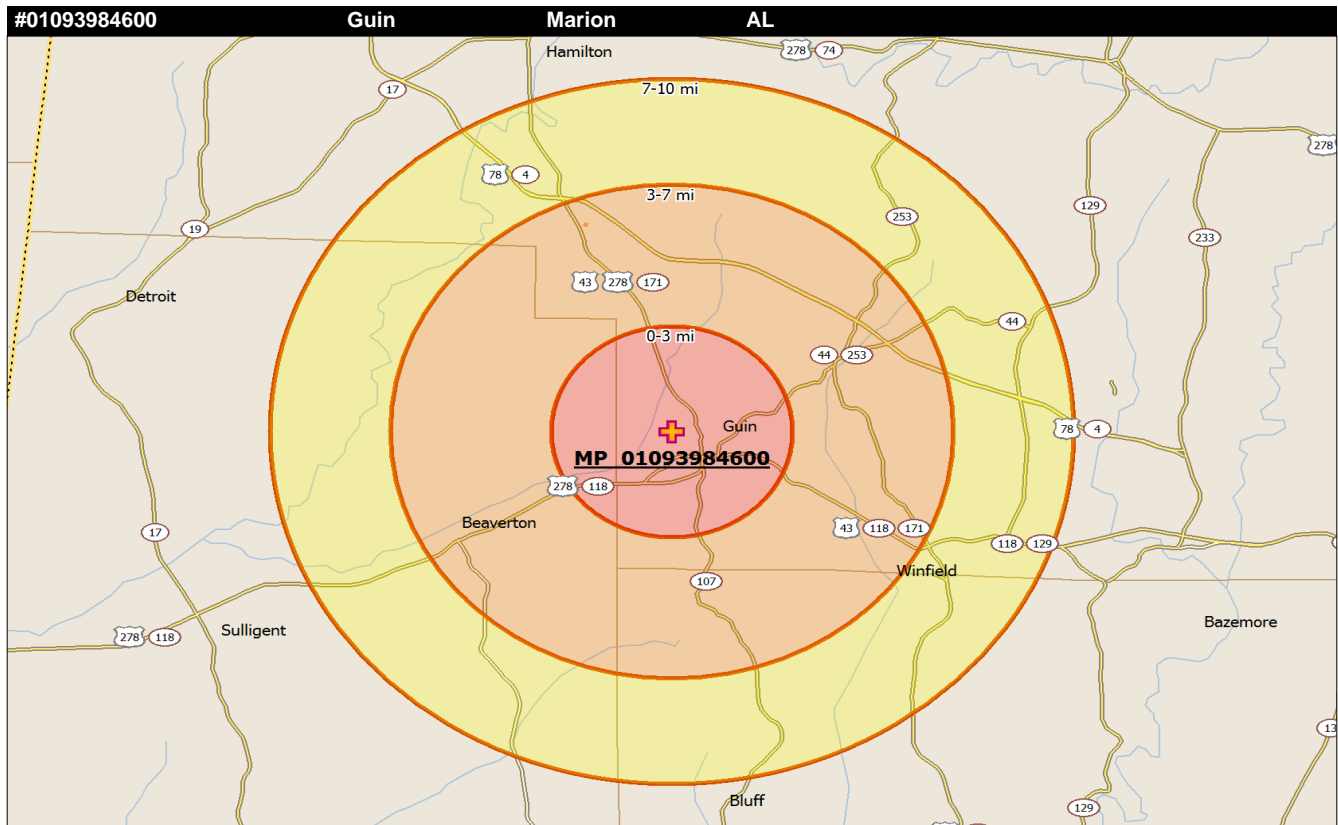 #01093984600 Guin Marion AL
Hamilton
278 74
17
7-10 mi
278
78 4
3-7 mi
129
253
19
233
43 278 171
Detroit
44
0-3 mi
44 253
Guin
78 4
MP_01093984600
278 118
Beaverton
43 118 171
17
118 129
Winfield
107
Sulligent
278 118
Bazemore
Bluff
129